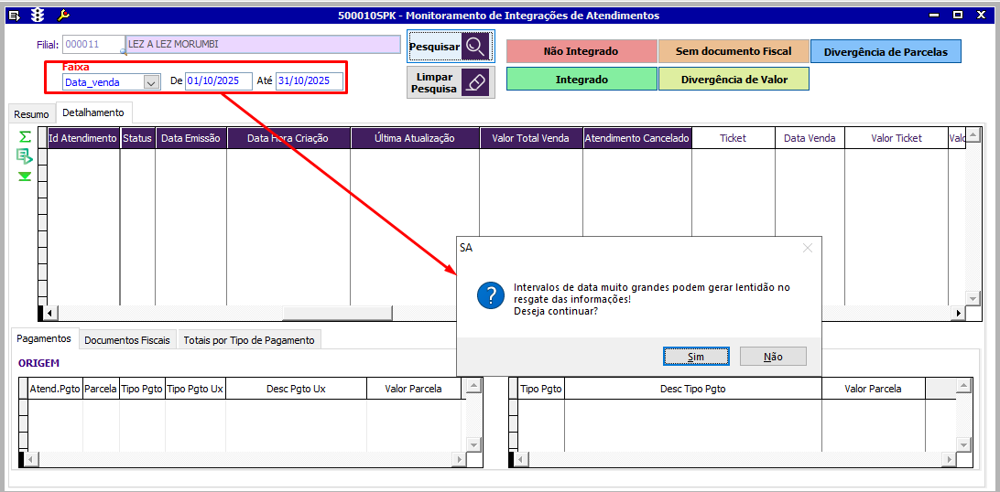 500010SPK - Monitoramento de Integrações de Atendimentos
Filial: 000011 LEZ A LEZ MORUMBI
Pesquisar
Limpar
Pesquisa
Não Integrado
Sem documento Fiscal
Divergência de Parcelas
Integrado
Divergência de Valor
Faixa
Data_venda De 01/10/2025 Até 31/10/2025
Resumo Detalhamento
Id Atendimento Status Data Emissão Data Hora Criação Última Atualização Valor Total Venda Atendimento Cancelado Ticket Data Venda Valor Ticket Valo
SA
Intervalos de data muito grandes podem gerar lentidão no
resgate das informações!
Deseja continuar?
Sim Não
Pagamentos Documentos Fiscais Totais por Tipo de Pagamento
ORIGEM
Atend.Pgto Parcela Tipo Pgto Tipo Pgto Ux Desc Pgto Ux Valor Parcela
Tipo Pgto Desc Tipo Pgto Valor Parcela